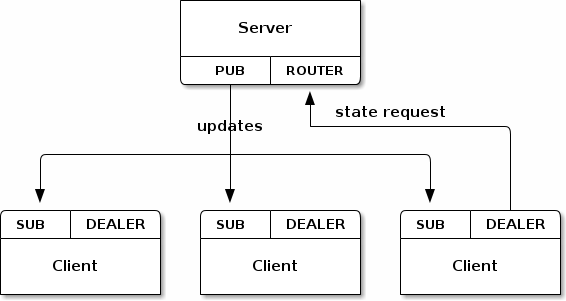 Server
PUB ROUTER
state request
updates
SUB DEALER SUB DEALER SUB DEALER
Client Client Client